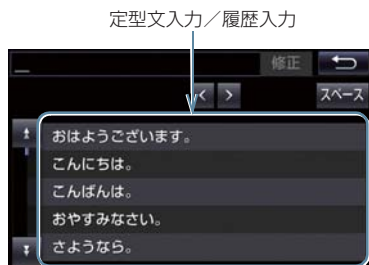 定型文入力／履歴入力
修正
< >
スペース
おはようございます。
こんにちは。
こんばんは。
おやすみなさい。
さようなら。